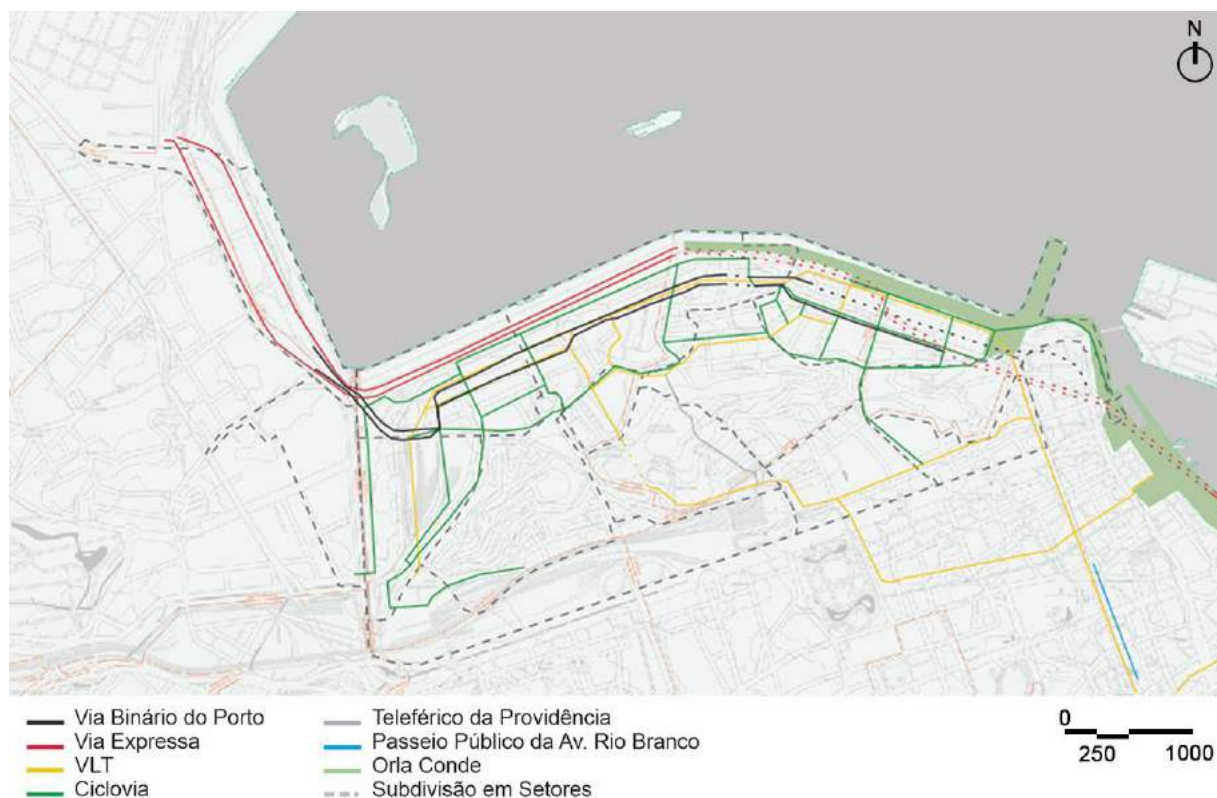 N
Via Binário do Porto
Via Expressa
VLT
Ciclovia
Teleférico da Providência
Passeio Público da Av. Rio Branco
Orla Conde
Subdivisão em Setores
0
250
1000